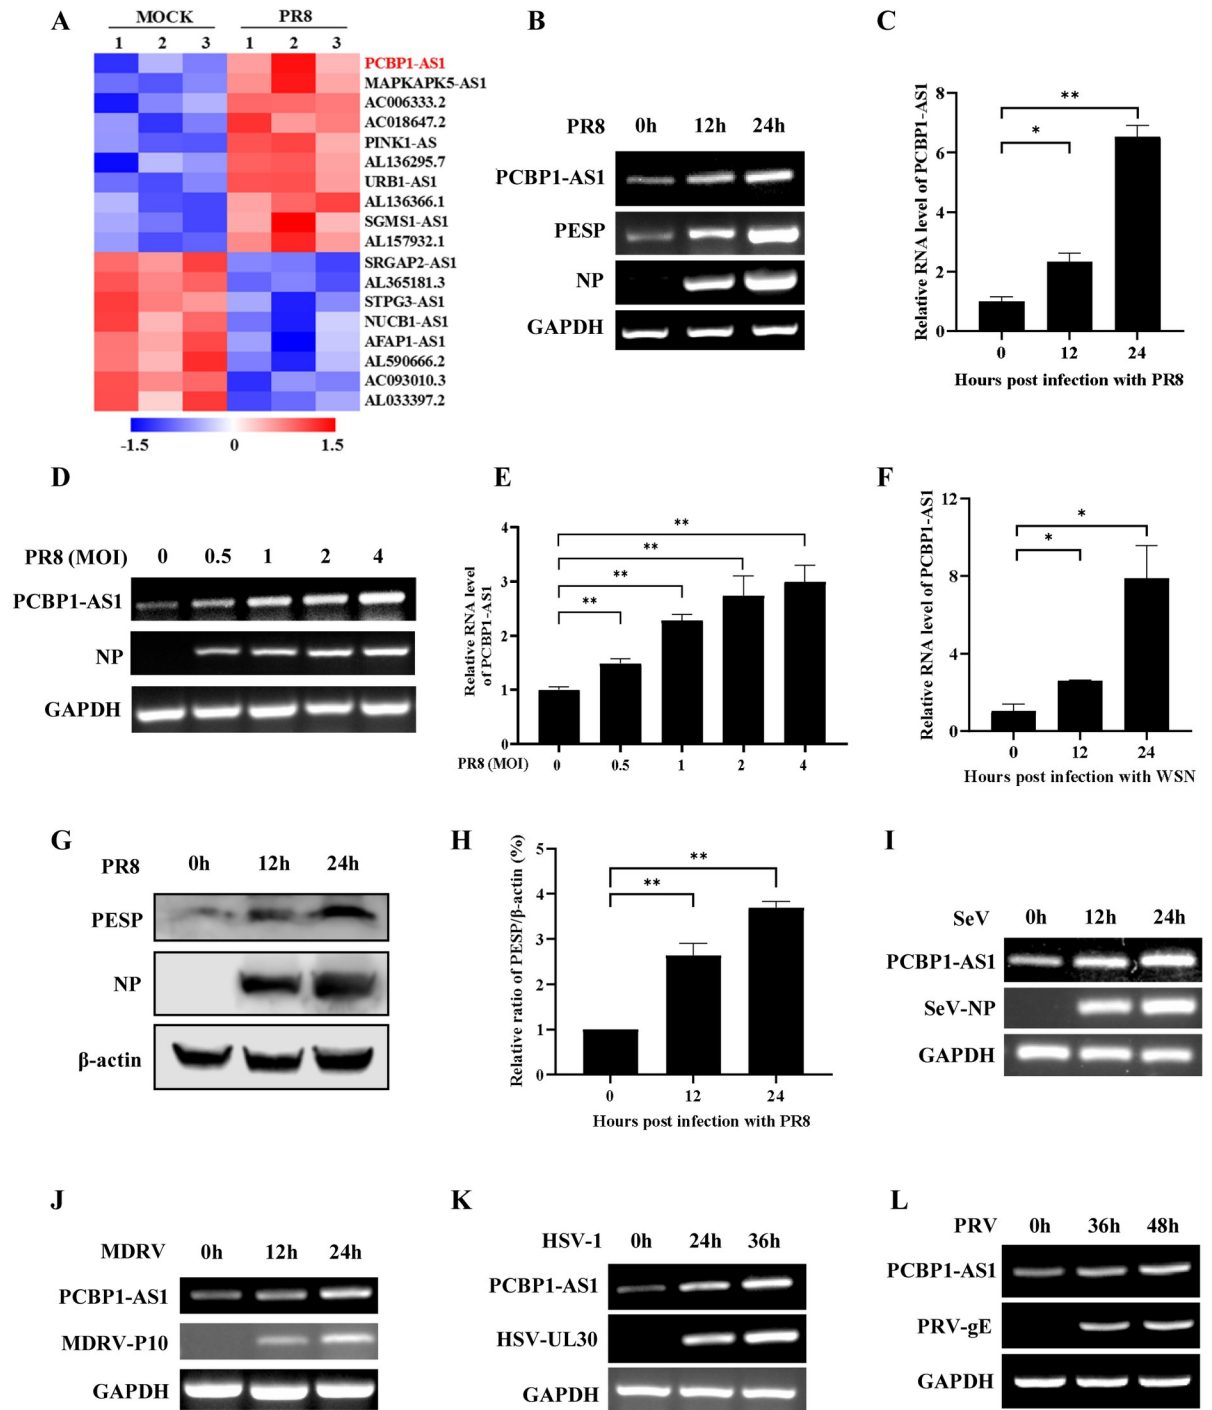 A
MOCK PR8
1 2 3 1 2 3
PCBP1-AS1
MAPKAPK5-AS1
AC006333.2
AC018647.2
PINK1-AS
AL136295.7
URB1-AS1
AL136366.1
SGMS1-AS1
AL157932.1
SRGAP2-AS1
AL365181.3
STPG3-AS1
NUCB1-AS1
AFAP1-AS1
AL590666.2
AC093010.3
AL033397.2
-1.5 0 1.5
B
PR8 0h 12h 24h
PCBP1-AS1
PESP
NP
GAPDH
C
Relative RNA level of PCBP1-AS1
8
6
4
2
0
**
*
0 12 24
Hours post infection with PR8
D
PR8 (MOI) 0 0.5 1 2 4
PCBP1-AS1
NP
GAPDH
E
Relative RNA level
of PCBP1-AS1
4
3
2
1
0
**
**
**
**
PR8 (MOI) 0 0.5 1 2 4
F
Relative RNA level of PCBP1-AS1
12
8
4
0
*
*
0 12 24
Hours post infection with WSN
G
PR8 0h 12h 24h
PESP
NP
β-actin
H
Relative ratio of PESP/β-actin (%)
5
4
3
2
1
0
**
**
0 12 24
Hours post infection with PR8
I
SeV 0h 12h 24h
PCBP1-AS1
SeV-NP
GAPDH
J
MDRV 0h 12h 24h
PCBP1-AS1
MDRV-P10
GAPDH
K
HSV-1 0h 24h 36h
PCBP1-AS1
HSV-UL30
GAPDH
L
PRV 0h 36h 48h
PCBP1-AS1
PRV-gE
GAPDH